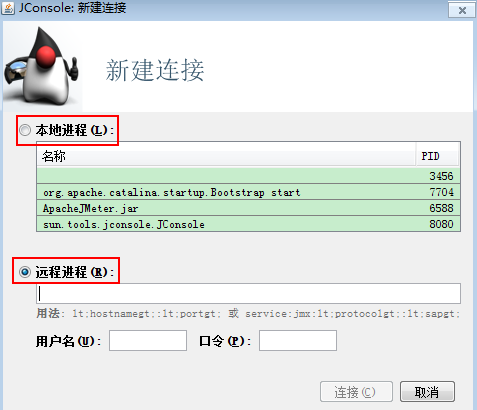 JConsole: 新建连接
新建连接
本地进程(L):
名称 PID
3456
org.apache.catalina.startup.Bootstrap start 7704
ApacheJMeter.jar 6588
sun.tools.jconsole.JConsole 8080
远程进程(R):
用法: lt;hostnamegt;:lt;portgt; 或 service:jmx:lt;protocolgt;:lt;sapgt;
用户名(U): 口令(P):
连接(C) 取消